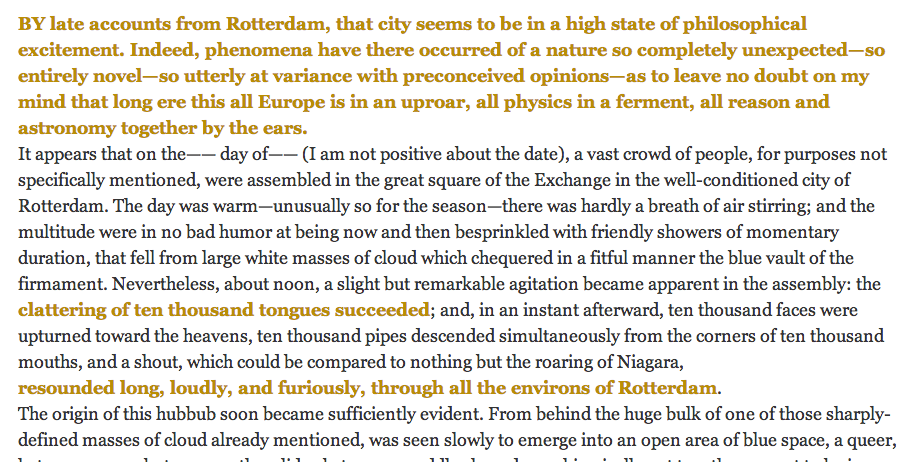 BY late accounts from Rotterdam, that city seems to be in a high state of philosophical
excitement. Indeed, phenomena have there occurred of a nature so completely unexpected—so
entirely novel—so utterly at variance with preconceived opinions—as to leave no doubt on my
mind that long ere this all Europe is in an uproar, all physics in a ferment, all reason and
astronomy together by the ears.
It appears that on the—— day of—— (I am not positive about the date), a vast crowd of people, for purposes not
specifically mentioned, were assembled in the great square of the Exchange in the well-conditioned city of
Rotterdam. The day was warm—unusually so for the season—there was hardly a breath of air stirring; and the
multitude were in no bad humor at being now and then besprinkled with friendly showers of momentary
duration, that fell from large white masses of cloud which chequered in a fitful manner the blue vault of the
firmament. Nevertheless, about noon, a slight but remarkable agitation became apparent in the assembly: the
clattering of ten thousand tongues succeeded; and, in an instant afterward, ten thousand faces were
upturned toward the heavens, ten thousand pipes descended simultaneously from the corners of ten thousand
mouths, and a shout, which could be compared to nothing but the roaring of Niagara,
resounded long, loudly, and furiously, through all the environs of Rotterdam.
The origin of this hubbub soon became sufficiently evident. From behind the huge bulk of one of those sharply-
defined masses of cloud already mentioned, was seen slowly to emerge into an open area of blue space, a queer,